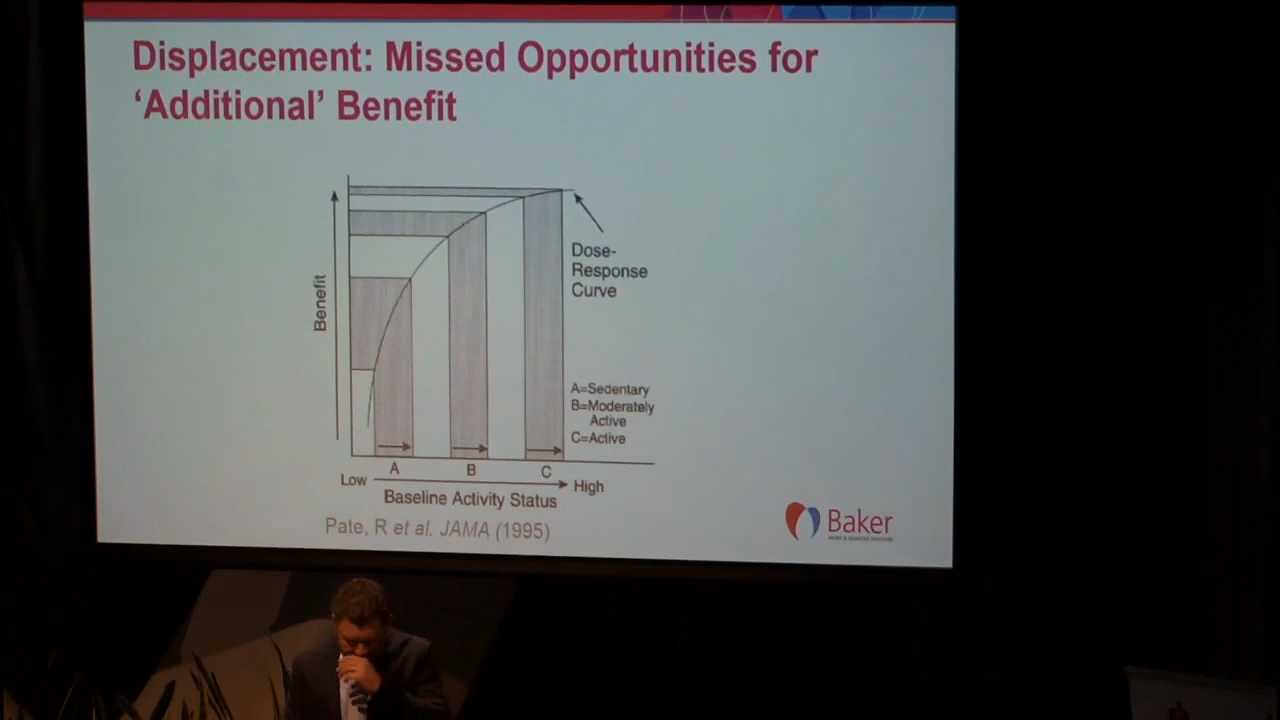 Displacement: Missed Opportunities for
‘Additional’ Benefit
Benefit
Dose-
Response
Curve
A=Sedentary
B=Moderately
Active
C=Active
A B C
Low High
Baseline Activity Status
Pate, R et al. JAMA (1995)
Baker